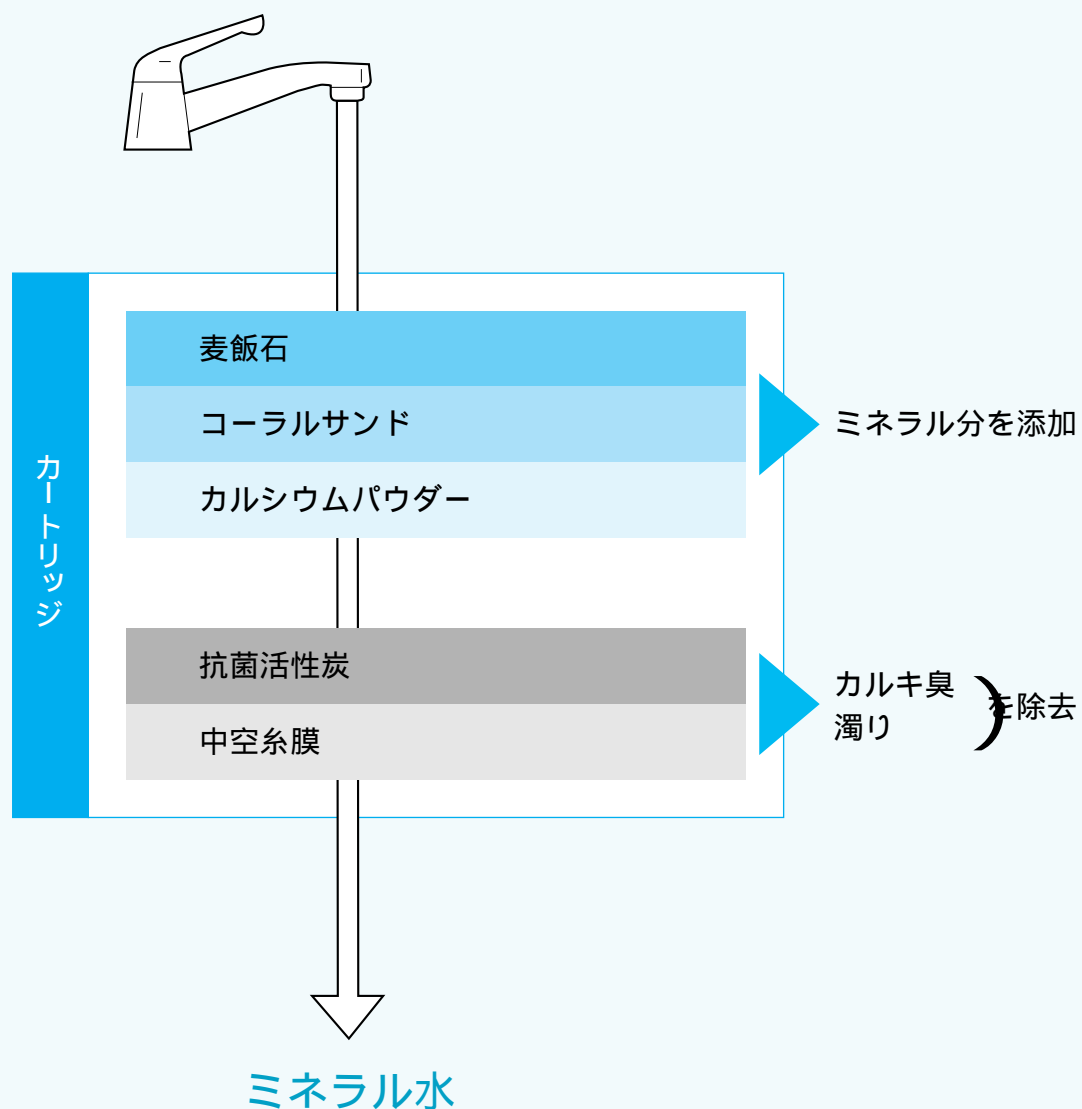 カートリッジ
麦飯石
コーラルサンド
カルシウムパウダー
ミネラル分を添加
抗菌活性炭
中空糸膜
カルキ臭
濁り
を除去
ミネラル水